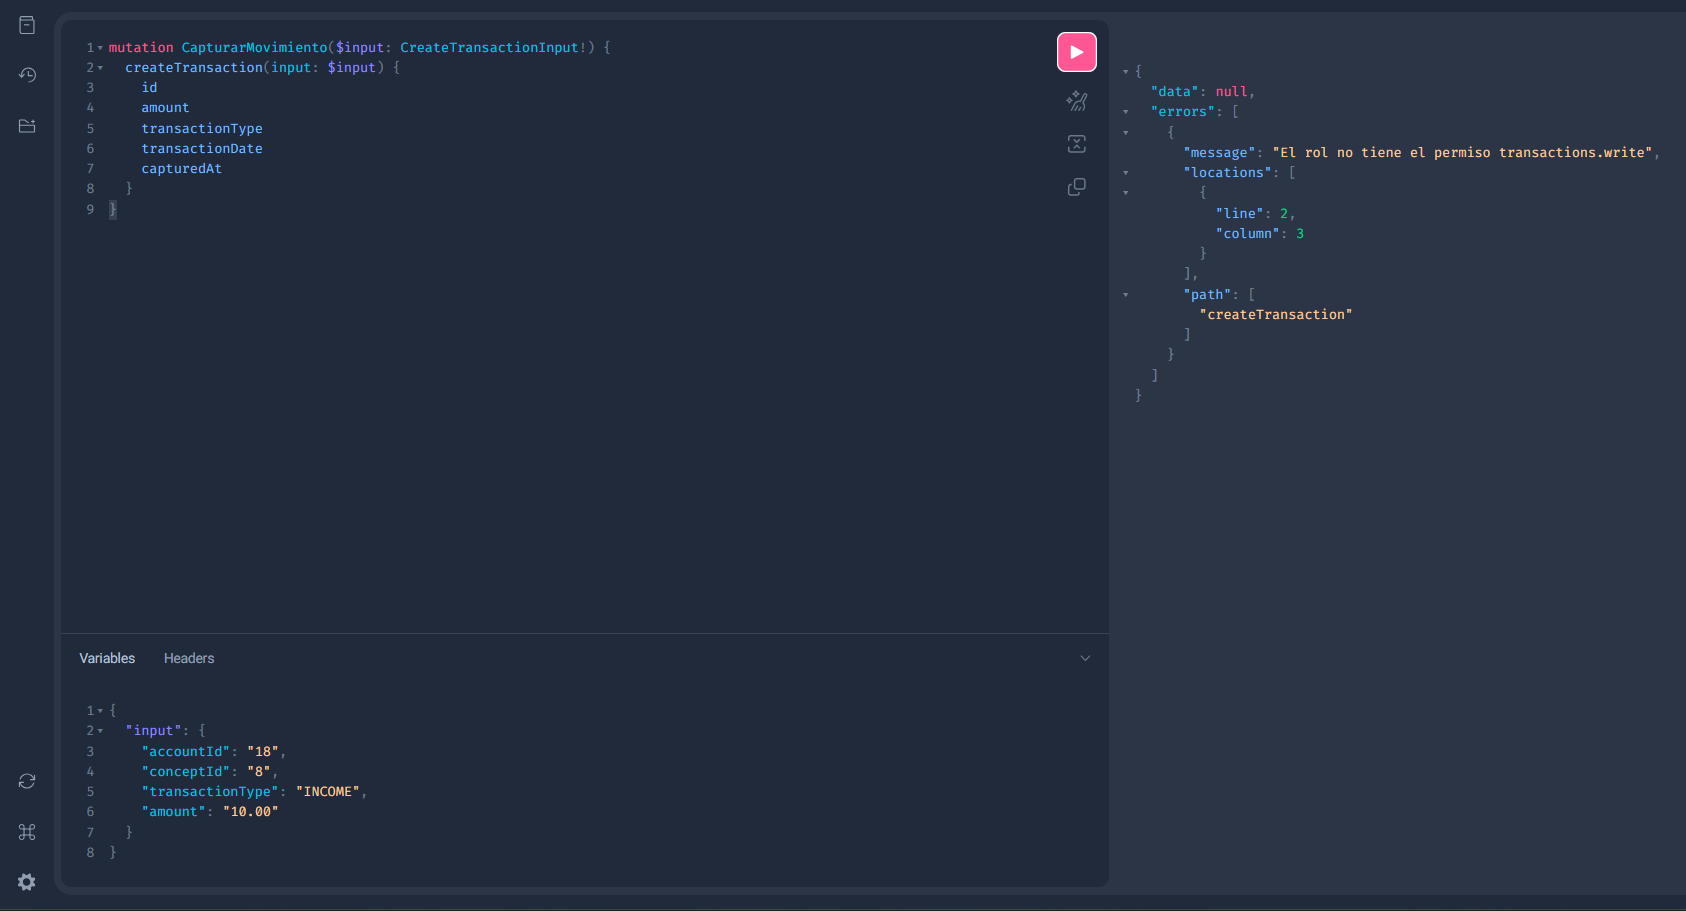 1 mutation CapturarMovimiento($input: CreateTransactionInput!) {
2   createTransaction(input: $input) {
3     id
4     amount
5     transactionType
6     transactionDate
7     capturedAt
8   }
9 }
Variables Headers
1 {
2   "input": {
3     "accountId": "18",
4     "conceptId": "8",
5     "transactionType": "INCOME",
6     "amount": "10.00"
7   }
8 }
{
  "data": null,
  "errors": [
    {
      "message": "El rol no tiene el permiso transactions.write",
      "locations": [
        {
          "line": 2,
          "column": 3
        }
      ],
      "path": [
        "createTransaction"
      ]
    }
  ]
}